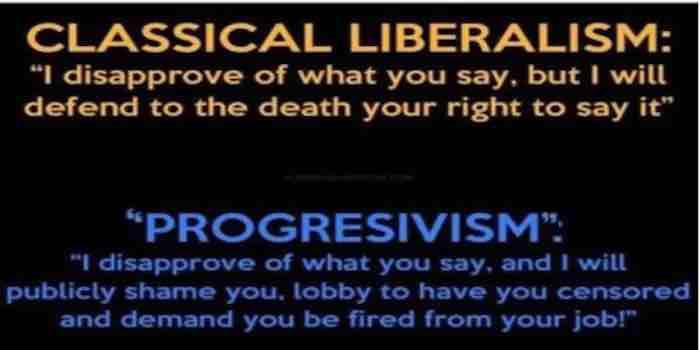 CLASSICAL LIBERALISM:
“I disapprove of what you say, but I will
defend to the death your right to say it”
“PROGRESIVISM”:
"I disapprove of what you say, and I will
publicly shame you, lobby to have you censored
and demand you be fired from your job!”